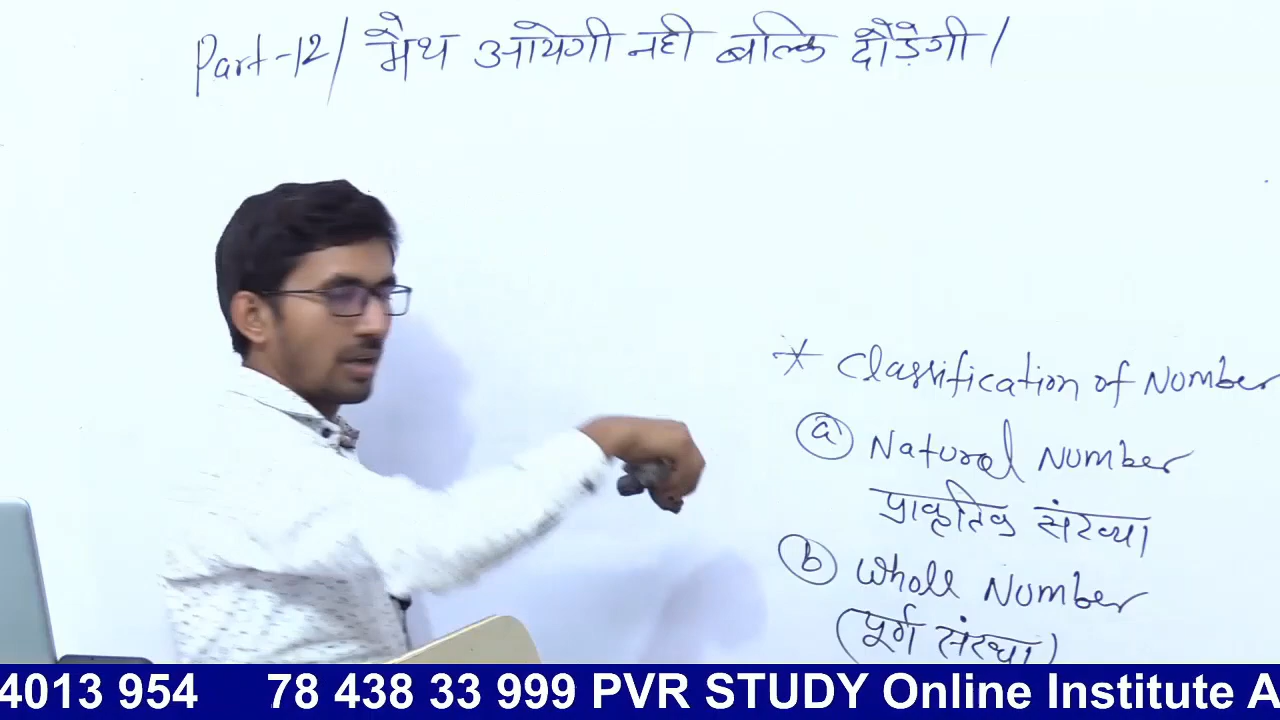 Part-12/ मैथ आयेगी नही बल्कि दौड़ेगी /
* Classification of Number
(a) Natural Number
प्राकृतिक संख्या
(b) Whole Number
(पूर्ण संख्या)
4013 954 78 438 33 999 PVR STUDY Online Institute A